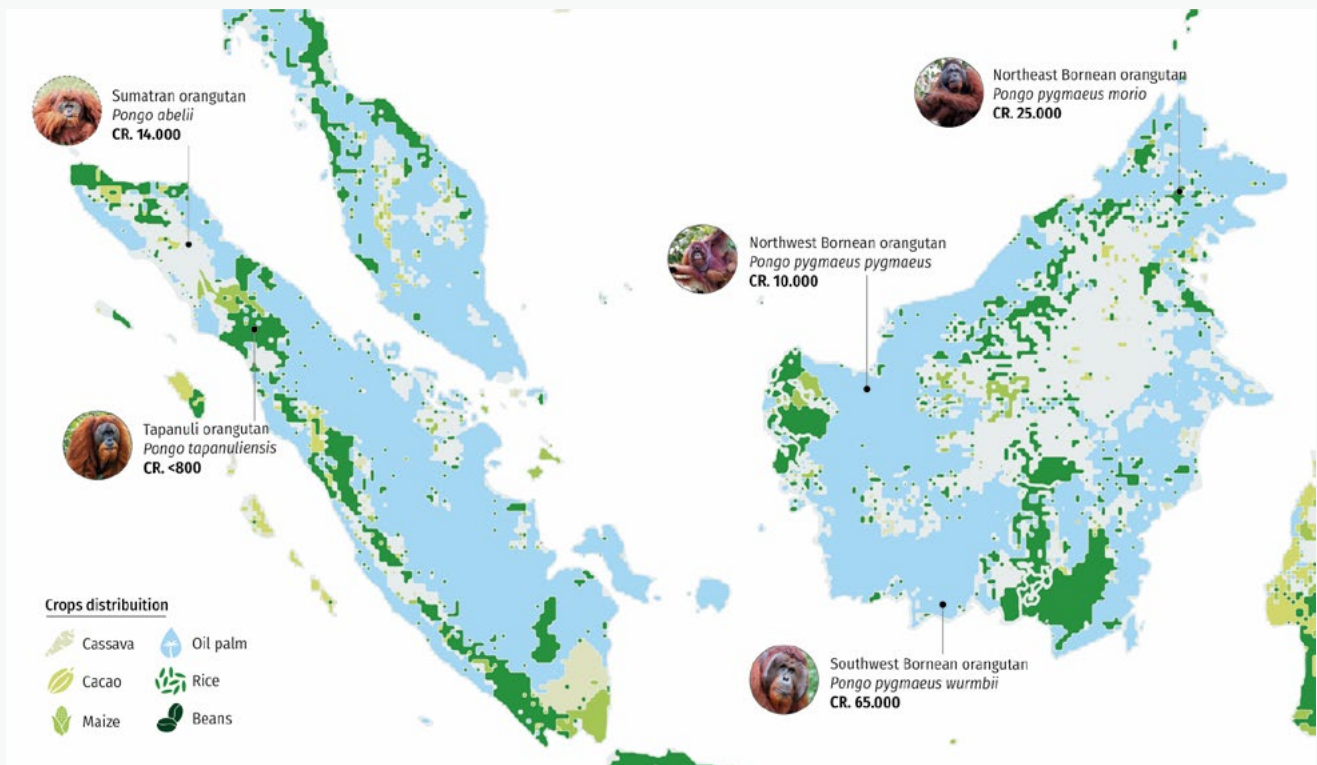 Sumatran orangutan
Pongo abelii
CR. 14.000
Northeast Bornean orangutan
Pongo pygmaeus morio
CR. 25.000
Northwest Bornean orangutan
Pongo pygmaeus pygmaeus
CR. 10.000
Tapanuli orangutan
Pongo tapanuliensis
CR. <800
Southwest Bornean orangutan
Pongo pygmaeus wurmbii
CR. 65.000
Crops distribuition
Cassava
Oil palm
Cacao
Rice
Maize
Beans